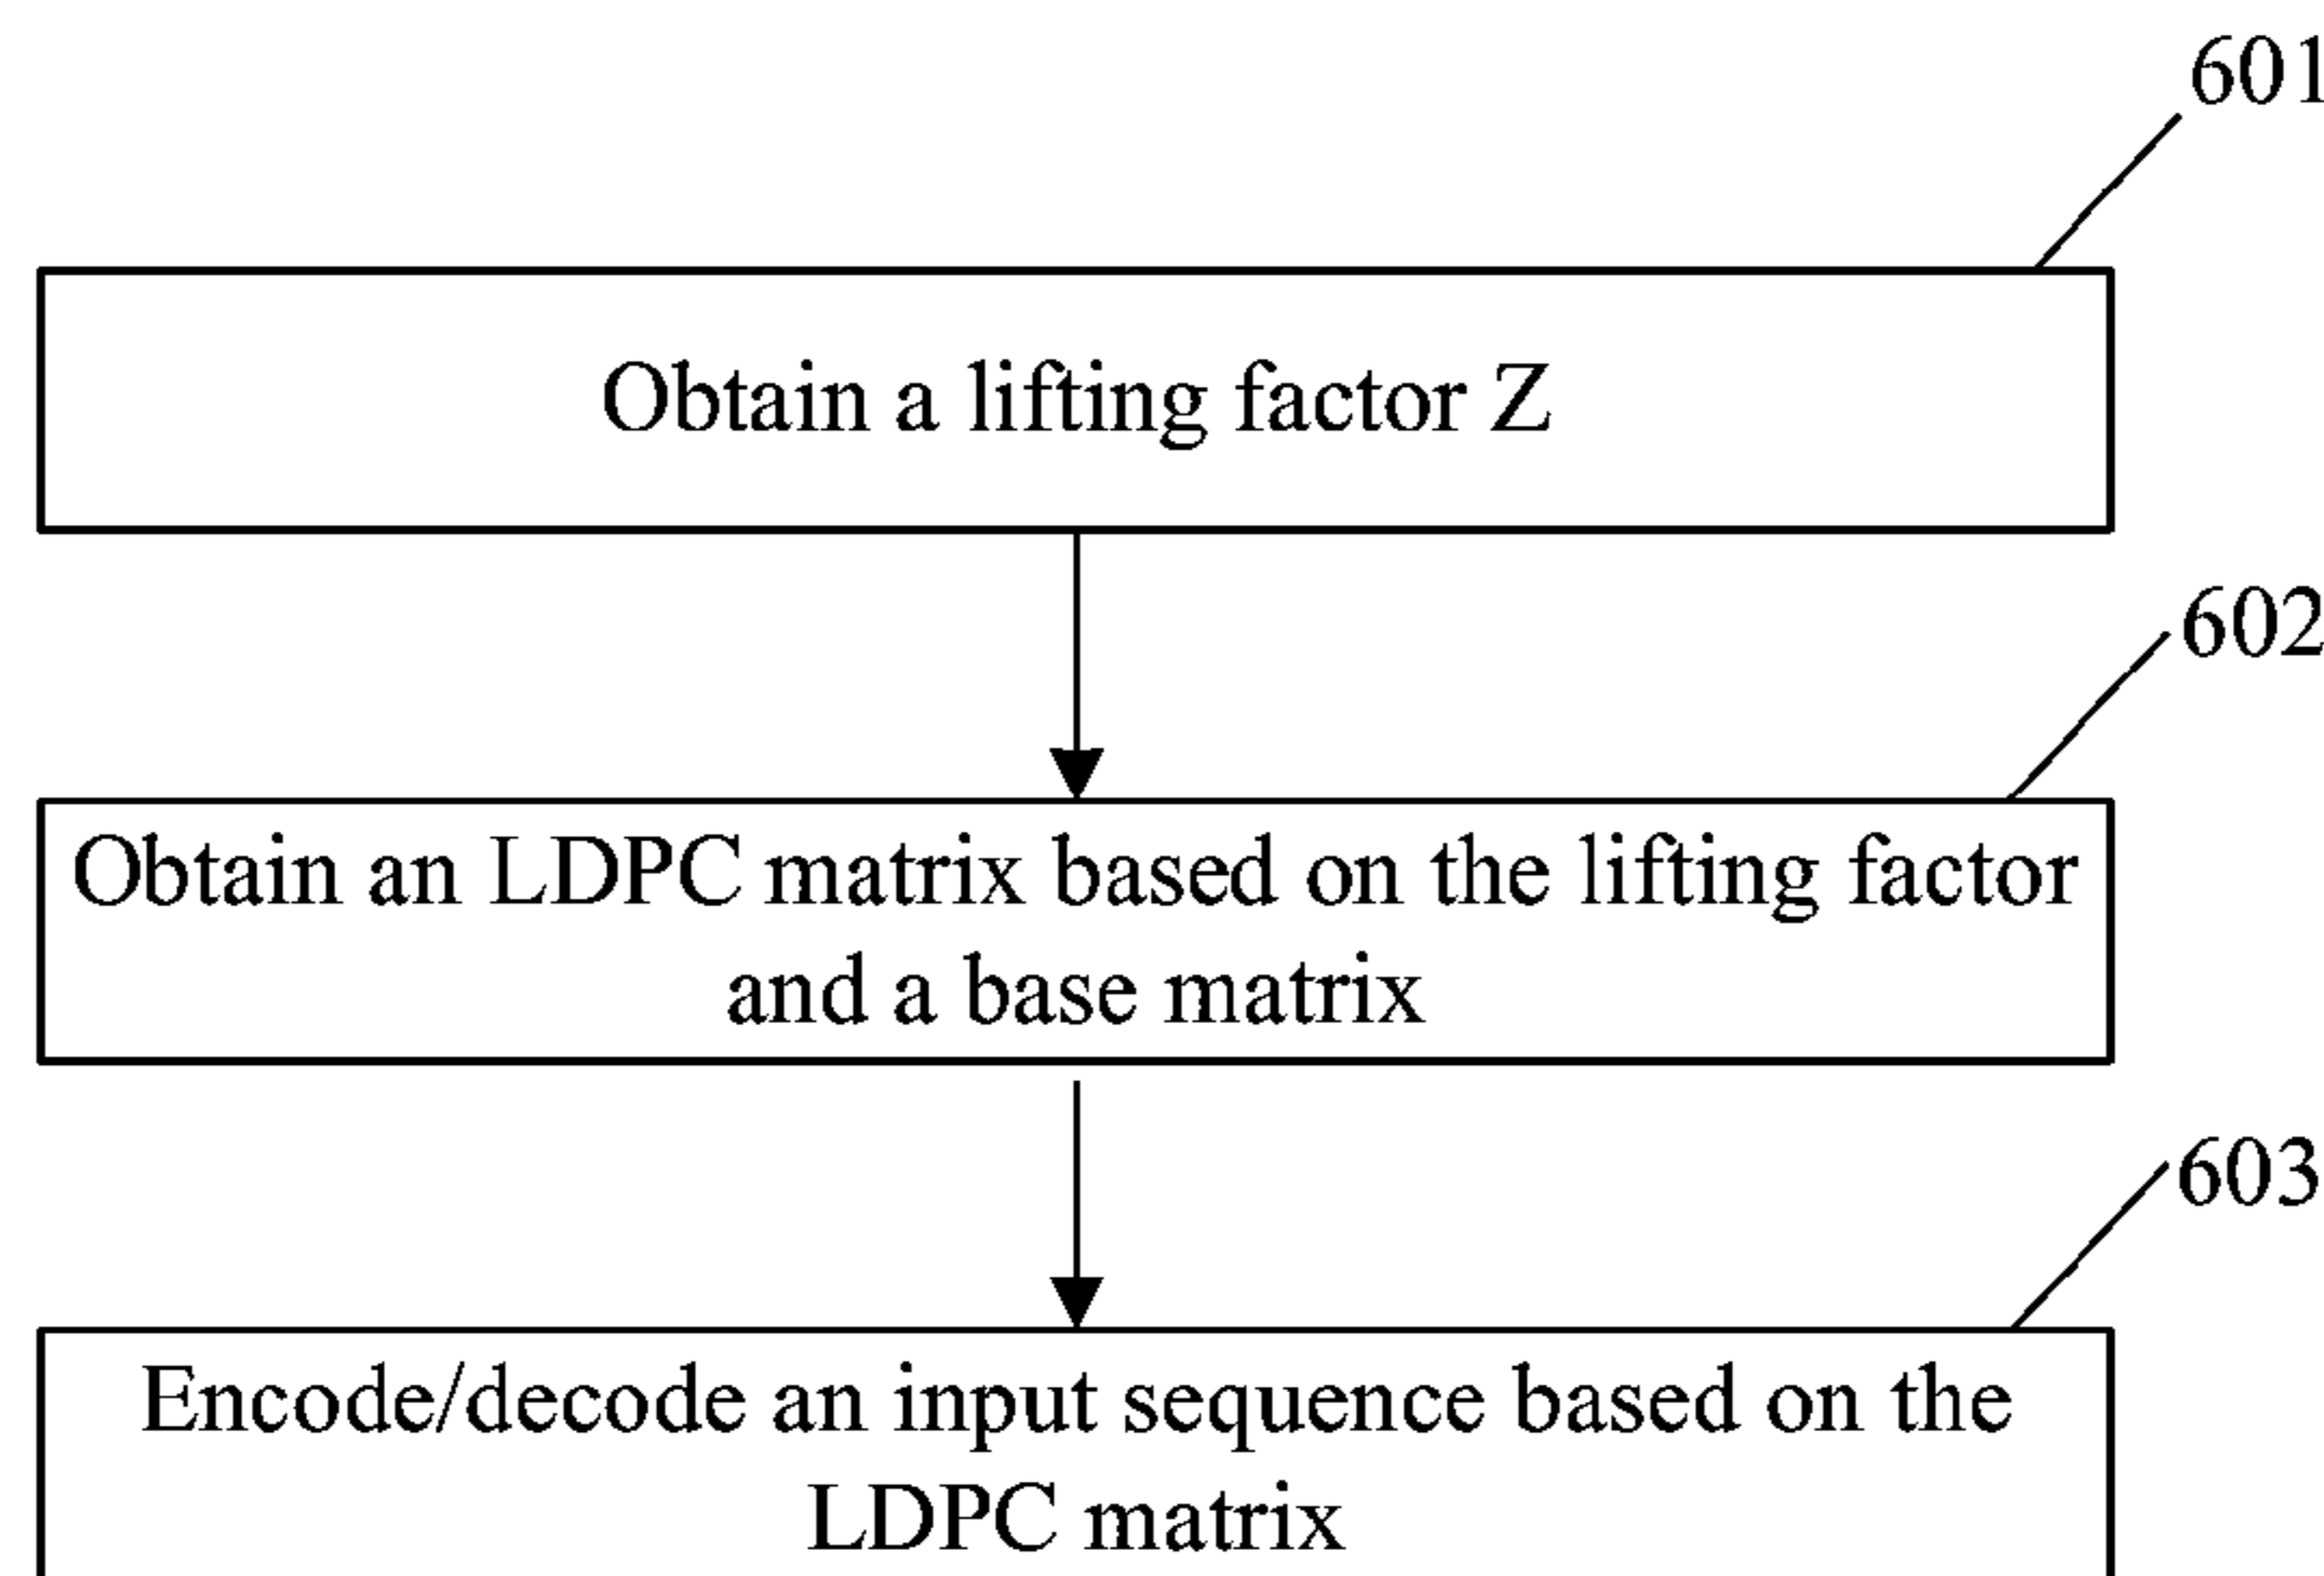 601
Obtain a lifting factor Z
602
Obtain an LDPC matrix based on the lifting factor
and a base matrix
603
Encode/decode an input sequence based on the
LDPC matrix